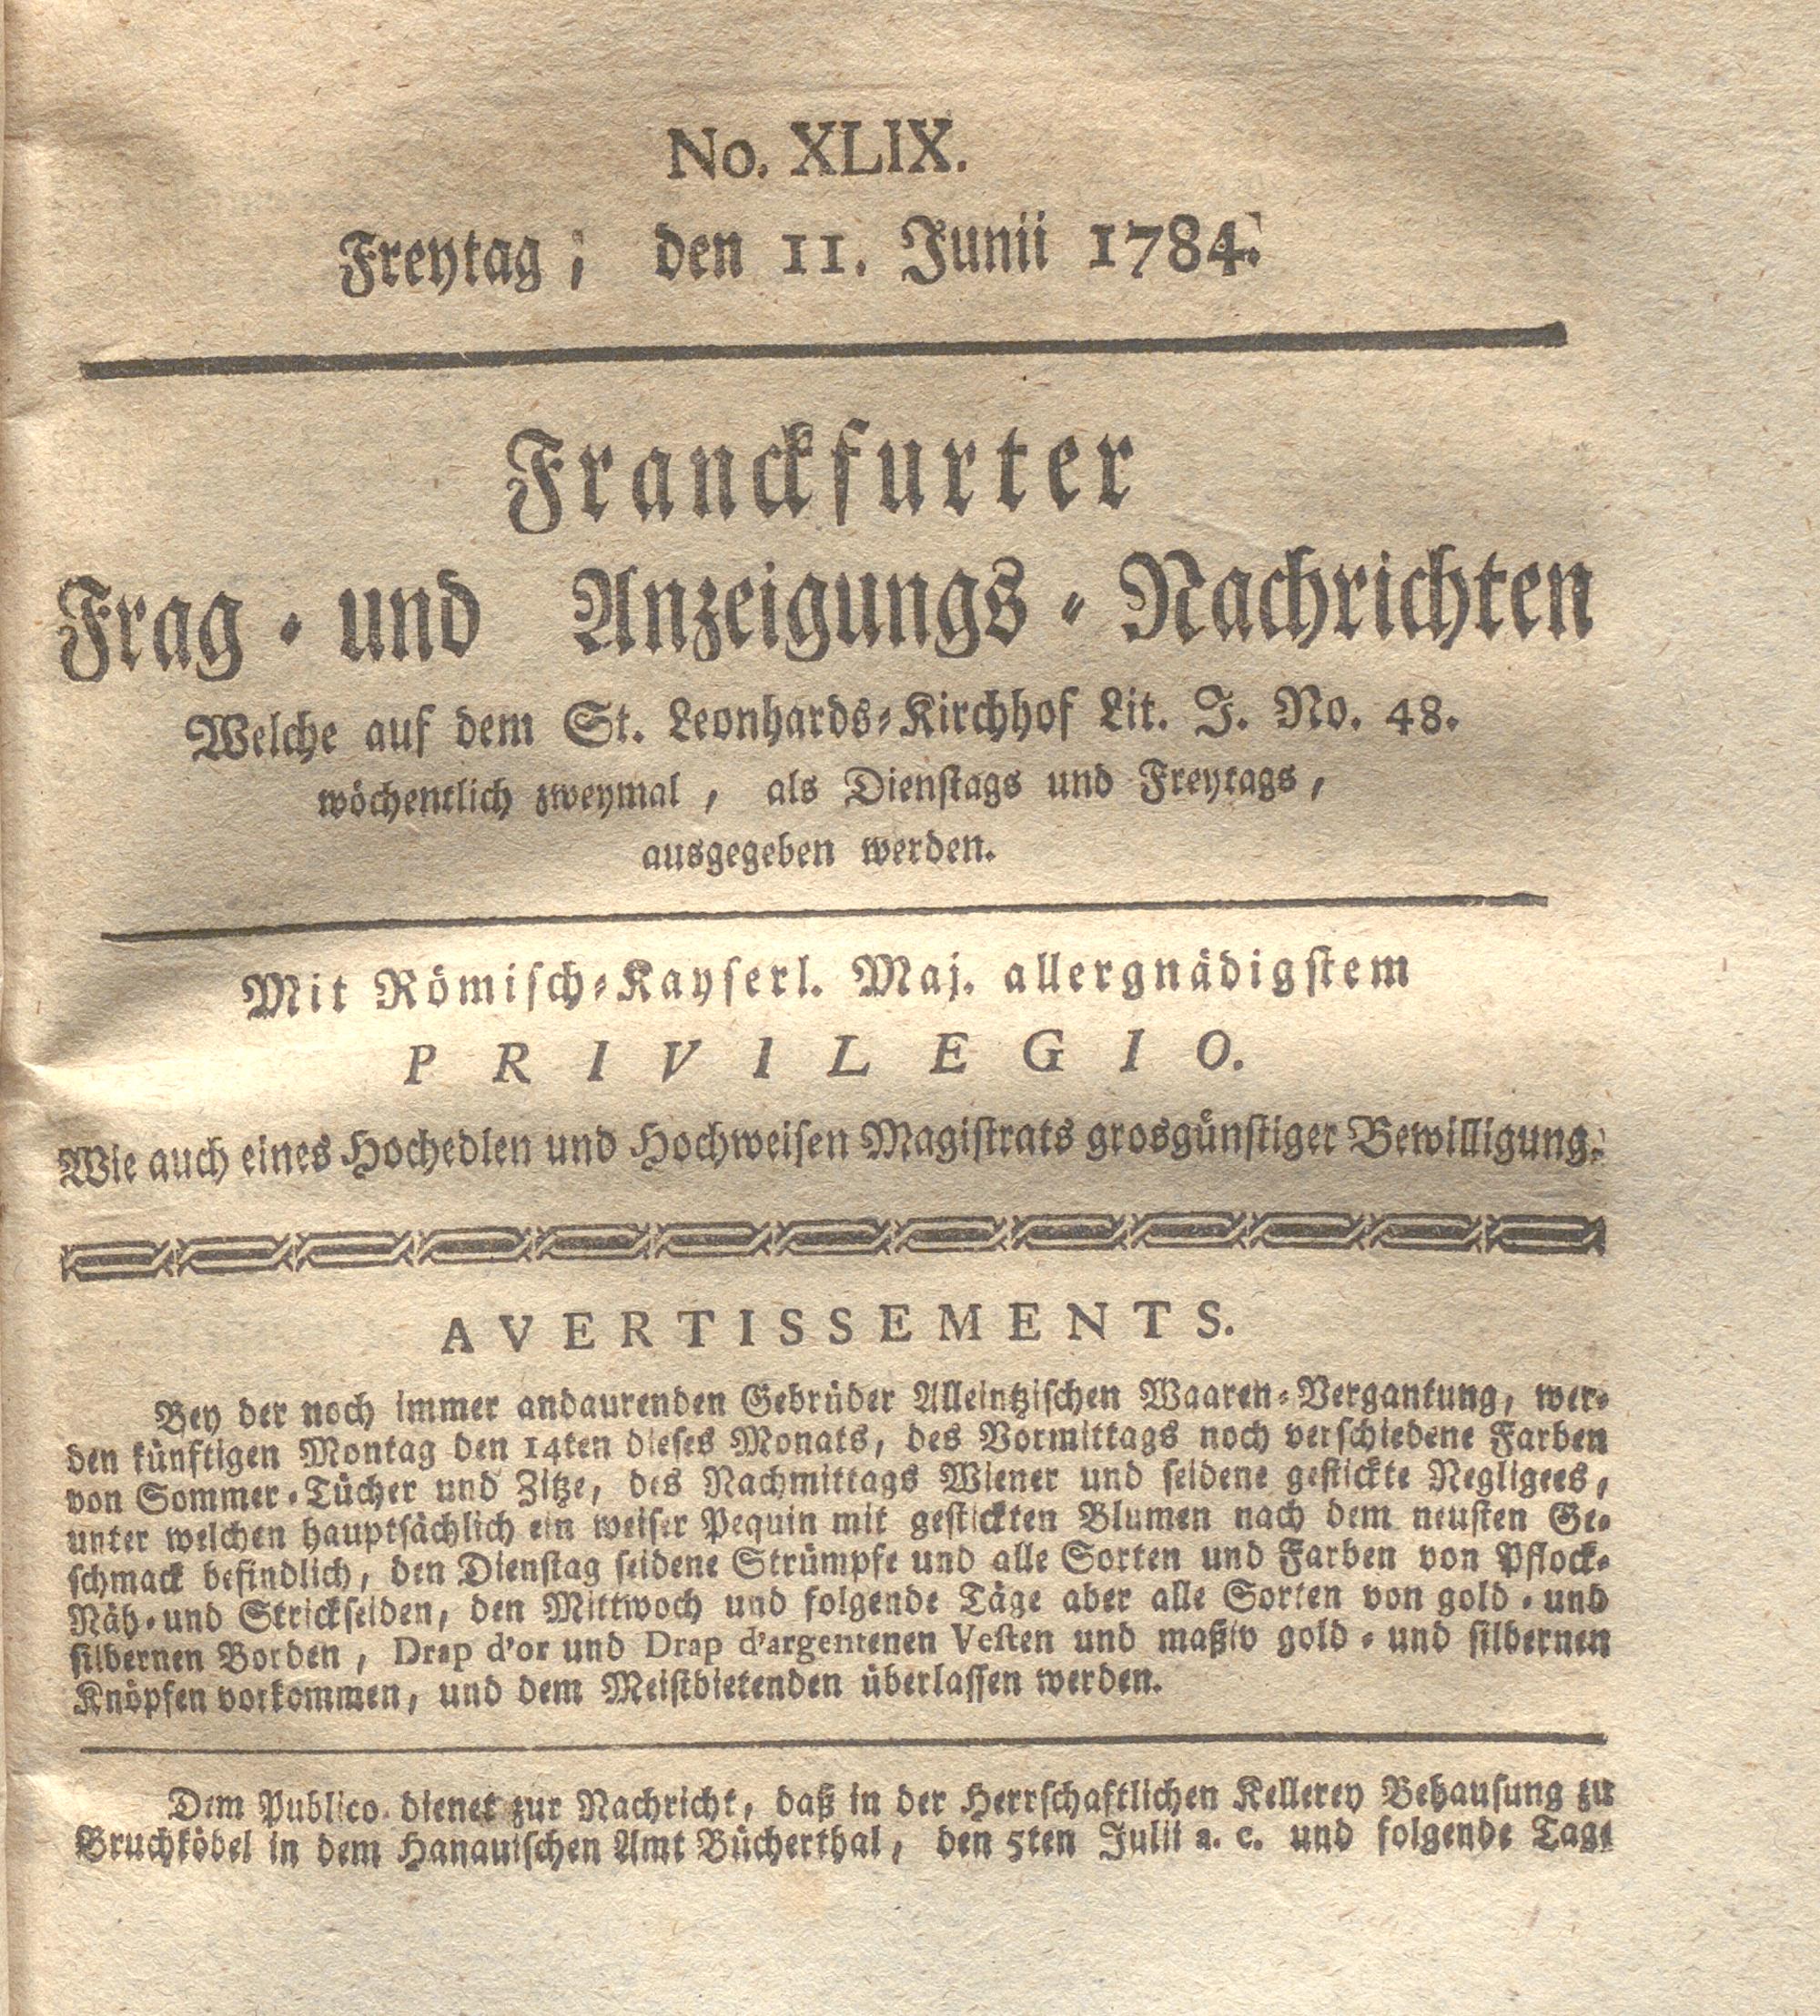 No. XLIX.
Freytag, den 11. Junii 1784.
Franckfurter
Frag- und Anzeigungs-Nachrichten
Welche auf dem St. Leonhards-Kirchhof Lit. J. No. 48.
wöchentlich zweymal, als Dienstags und Freytags,
ausgegeben werden.
Mit Römisch-Kayserl. Maj. allergnädigstem
PRIVILEGIO.
Wie auch eines Hochedlen und Hochweisen Magistrats grosgünstiger Bewilligung.
AVERTISSEMENTS.
Bey der noch immer andaurenden Gebrüder Alleintzischen Waaren-Vergantung, wer-
den künftigen Montag den 14ten dieses Monats, des Vormittags noch verschiedene Farben
von Sommer-Tücher und Zitze, des Nachmittags Wiener und seidene gestickte Negligees,
unter welchen hauptsächlich ein weiser Pequin mit gestickten Blumen nach dem neusten Ge-
schmack befindlich, den Dienstag seidene Strümpfe und alle Sorten und Farben von Pflock-
Näh- und Strickseiden, den Mittwoch und folgende Täge aber alle Sorten von gold- und
silbernen Borden, Drap d'or und Drap d'argentenen Vesten und maßiv gold- und silbernen
Knöpfen vorkommen, und dem Meistbietenden überlassen werden.
Dem Publico dienet zur Nachricht, daß in der Herrschaftlichen Kellerey Behausung zu
Bruchköbel in dem Hanauischen Amt Bücherthal, den 5ten Julii a. c. und folgende Tage